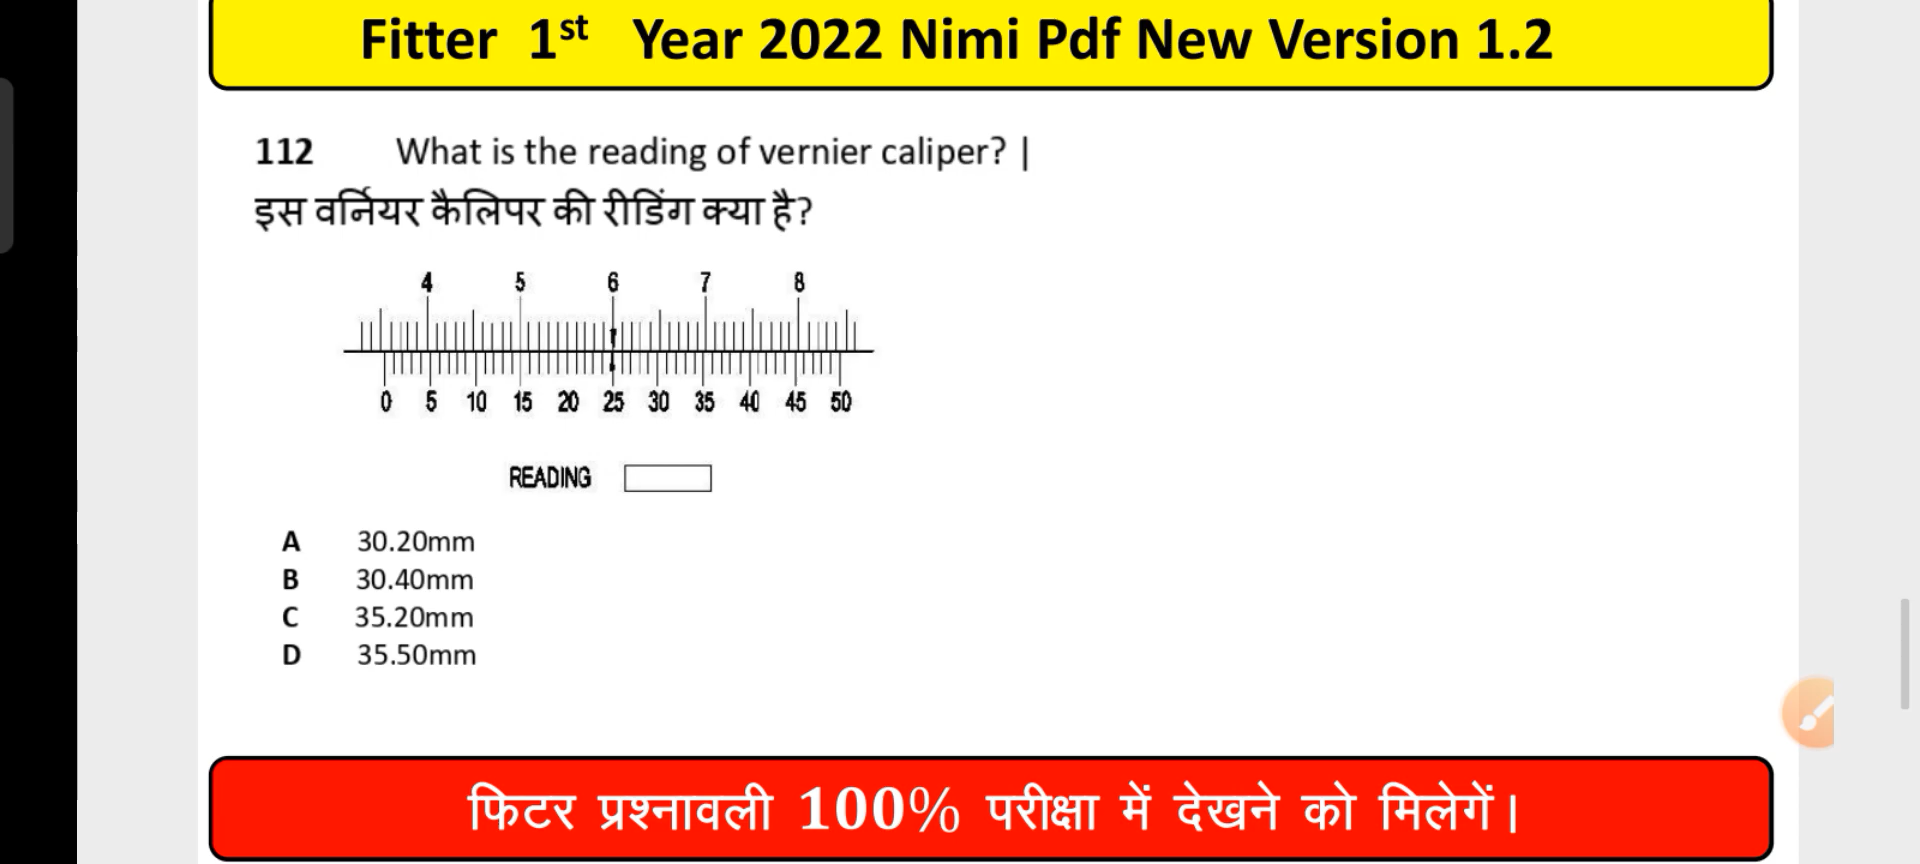 Fitter 1st Year 2022 Nimi Pdf New Version 1.2
112 What is the reading of vernier caliper? |
इस वर्नियर कैलिपर की रीडिंग क्या है?
4 5 6 7 8
0 5 10 15 20 25 30 35 40 45 50
READING
A 30.20mm
B 30.40mm
C 35.20mm
D 35.50mm
फिटर प्रश्नावली 100% परीक्षा में देखने को मिलेगें।